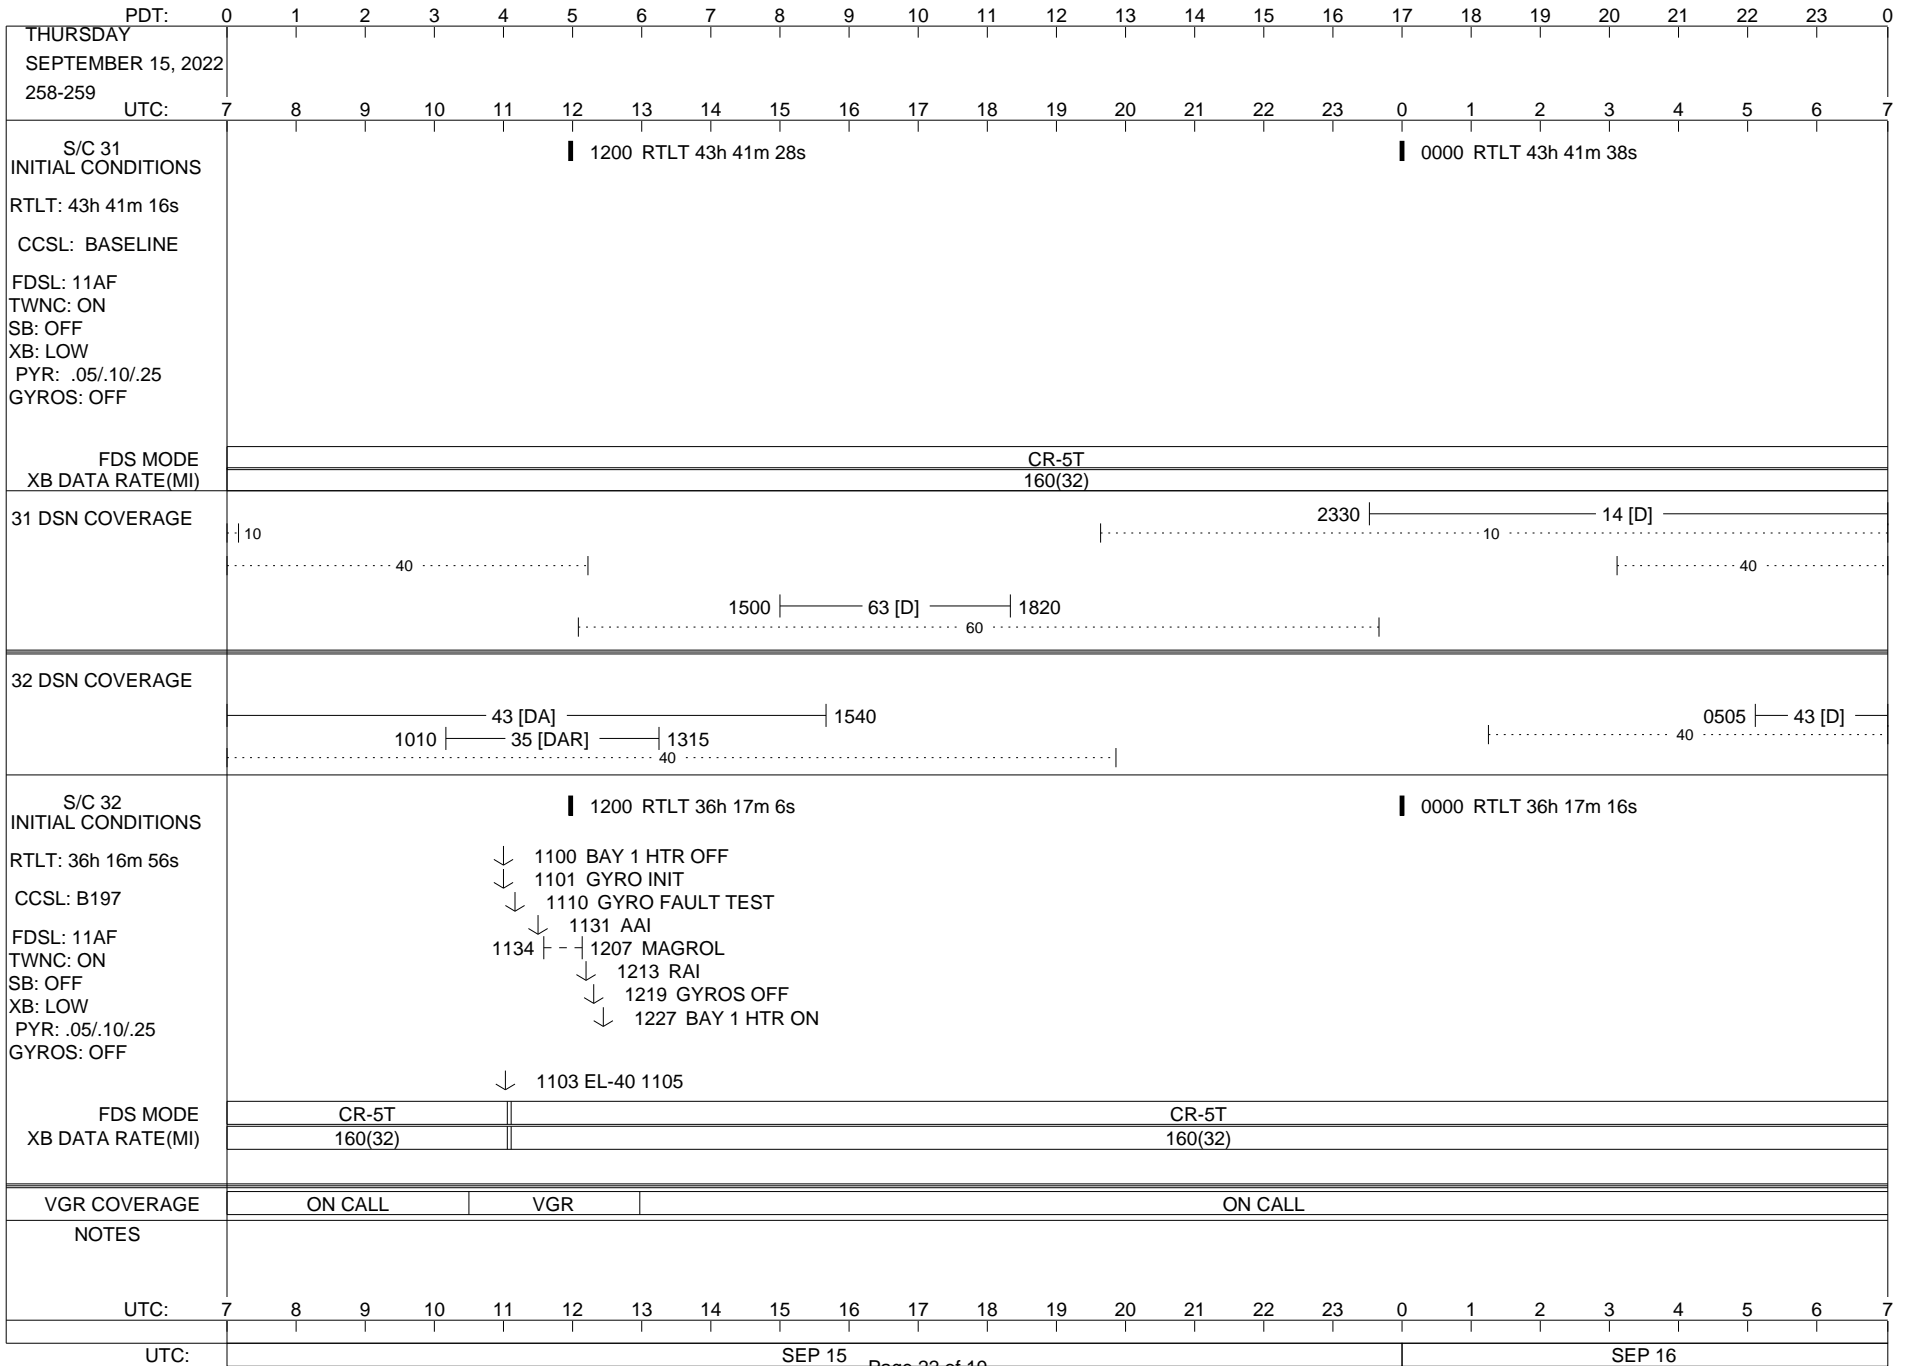 PDT: 0 1 2 3 4 5 6 7 8 9 10 11 12 13 14 15 16 17 18 19 20 21 22 23 0
THURSDAY
SEPTEMBER 15, 2022
258-259
UTC: 7 8 9 10 11 12 13 14 15 16 17 18 19 20 21 22 23 0 1 2 3 4 5 6 7
S/C 31
INITIAL CONDITIONS
1200 RTLT 43h 41m 28s
0000 RTLT 43h 41m 38s
RTLT: 43h 41m 16s
CCSL: BASELINE
FDSL: 11AF
TWNC: ON
SB: OFF
XB: LOW
PYR: .05/.10/.25
GYROS: OFF
FDS MODE CR-5T
XB DATA RATE(MI) 160(32)
31 DSN COVERAGE
2330 14 [D]
10 10
40 40
1500 63 [D] 1820
60
32 DSN COVERAGE
43 [DA] 1540 0505 43 [D]
1010 35 [DAR] 1315 40
40
S/C 32
INITIAL CONDITIONS
1200 RTLT 36h 17m 6s
0000 RTLT 36h 17m 16s
RTLT: 36h 16m 56s
CCSL: B197
FDSL: 11AF
TWNC: ON
SB: OFF
XB: LOW
PYR: .05/.10/.25
GYROS: OFF
1100 BAY 1 HTR OFF
1101 GYRO INIT
1110 GYRO FAULT TEST
1131 AAI
1134 1207 MAGROL
1213 RAI
1219 GYROS OFF
1227 BAY 1 HTR ON
1103 EL-40 1105
FDS MODE CR-5T CR-5T
XB DATA RATE(MI) 160(32) 160(32)
VGR COVERAGE ON CALL VGR ON CALL
NOTES
UTC: 7 8 9 10 11 12 13 14 15 16 17 18 19 20 21 22 23 0 1 2 3 4 5 6 7
UTC: SEP 15 SEP 16